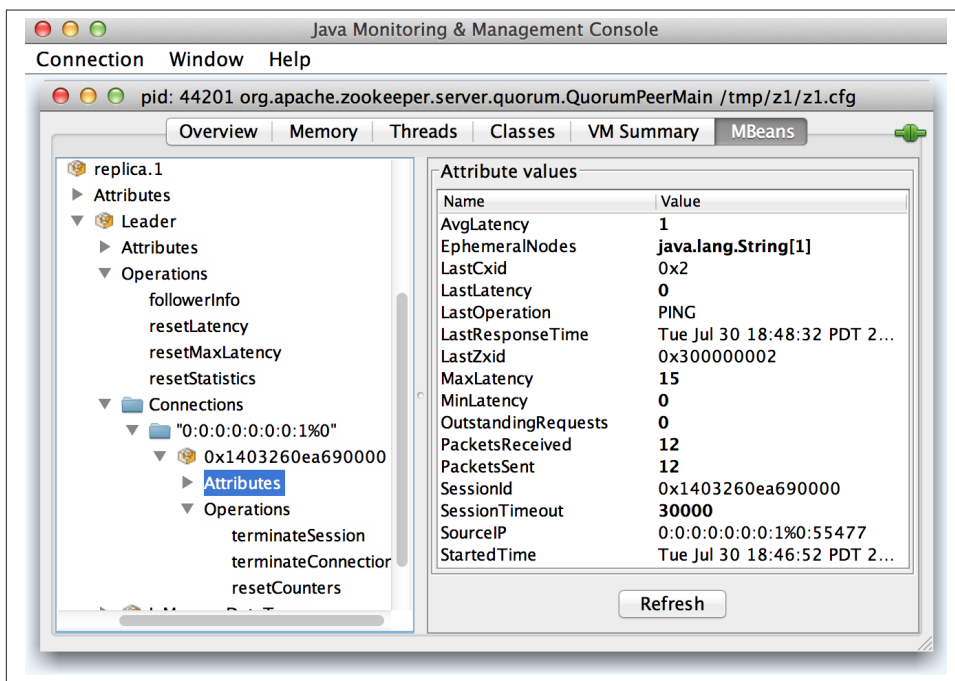 Java Monitoring & Management Console
Connection Window Help
pid: 44201 org.apache.zookeeper.server.quorum.QuorumPeerMain /tmp/z1/z1.cfg
Overview Memory Threads Classes VM Summary MBeans
replica.1
Attributes
Leader
Attributes
Operations
followerInfo
resetLatency
resetMaxLatency
resetStatistics
Connections
"0:0:0:0:0:0:0:1%0"
0x1403260ea690000
Attributes
Operations
terminateSession
terminateConnection
resetCounters
Attribute values
Name Value
AvgLatency 1
EphemeralNodes java.lang.String[1]
LastCxid 0x2
LastLatency 0
LastOperation PING
LastResponseTime Tue Jul 30 18:48:32 PDT 2...
LastZxid 0x300000002
MaxLatency 15
MinLatency 0
OutstandingRequests 0
PacketsReceived 12
PacketsSent 12
SessionId 0x1403260ea690000
SessionTimeout 30000
SourceIP 0:0:0:0:0:0:0:1%0:55477
StartedTime Tue Jul 30 18:46:52 PDT 2...
Refresh